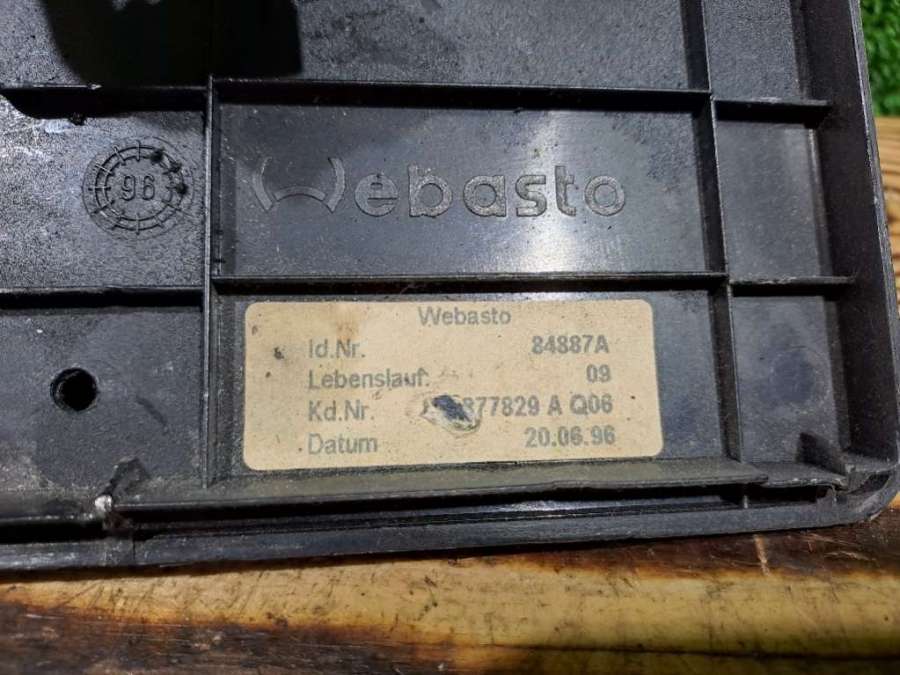 96
Webasto
Webasto
Id.Nr. 84887A
Lebenslauf. 09
Kd.Nr. 877829 A Q06
Datum 20.06.96